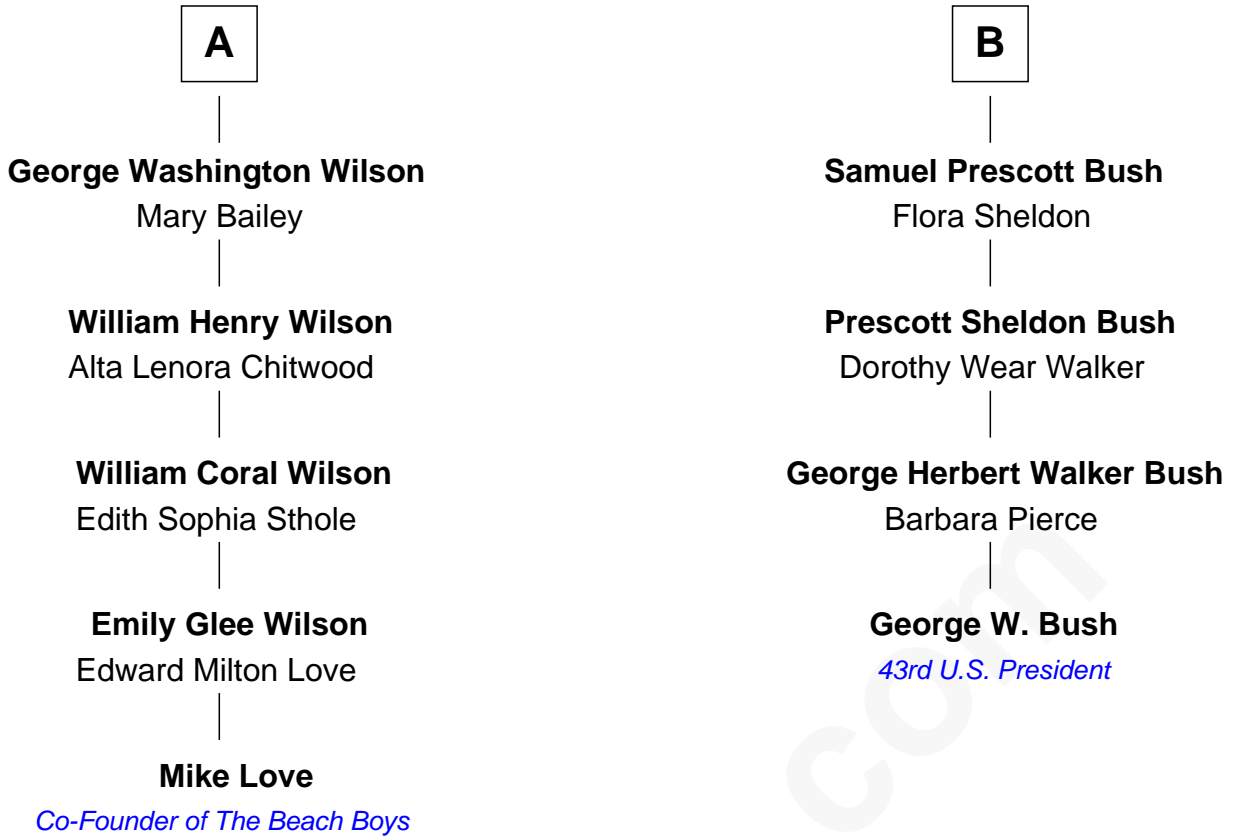 A
George Washington Wilson
Mary Bailey
William Henry Wilson
Alta Lenora Chitwood
William Coral Wilson
Edith Sophia Sthole
Emily Glee Wilson
Edward Milton Love
Mike Love
Co-Founder of The Beach Boys
B
Samuel Prescott Bush
Flora Sheldon
Prescott Sheldon Bush
Dorothy Wear Walker
George Herbert Walker Bush
Barbara Pierce
George W. Bush
43rd U.S. President
com